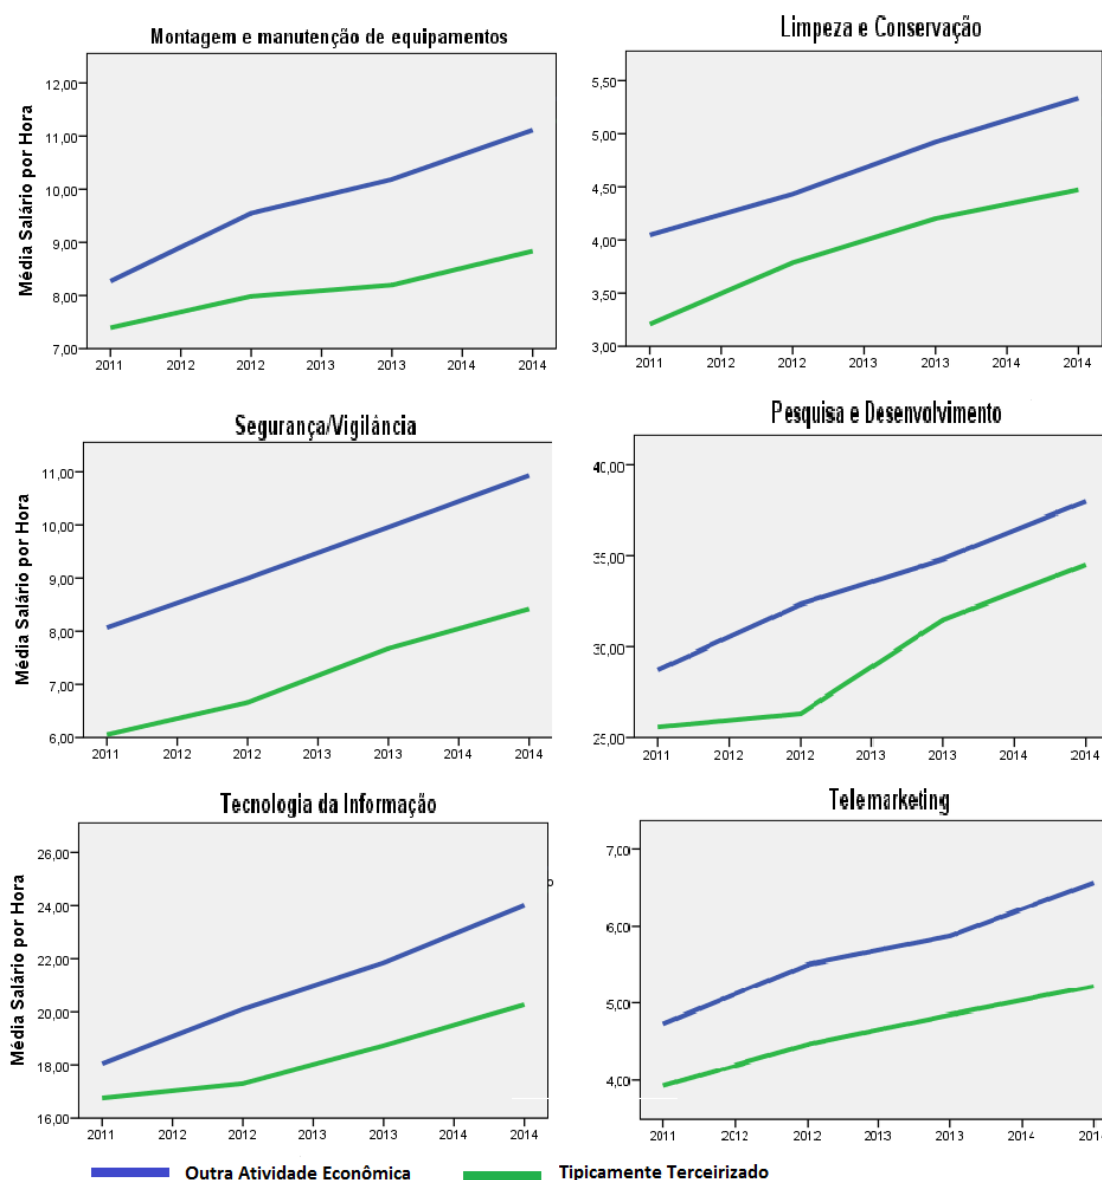 Montagem e manutenção de equipamentos
Média Salário por Hora
12,00
11,00
10,00
9,00
8,00
7,00
2011 2012 2012 2013 2013 2014 2014
Limpeza e Conservação
5,50
5,00
4,50
4,00
3,50
3,00
2011 2012 2012 2013 2013 2014 2014
Segurança/Vigilância
Média Salário por Hora
11,00
10,00
9,00
8,00
7,00
6,00
2011 2012 2012 2013 2013 2014 2014
Pesquisa e Desenvolvimento
40,00
35,00
30,00
25,00
2011 2012 2012 2013 2013 2014 2014
Tecnologia da Informação
Média Salário por Hora
26,00
24,00
22,00
20,00
18,00
16,00
2011 2012 2012 2013 2013 2014 2014
Telemarketing
7,00
6,00
5,00
4,00
2011 2012 2012 2013 2013 2014 2014
Outra Atividade Econômica
Tipicamente Terceirizado